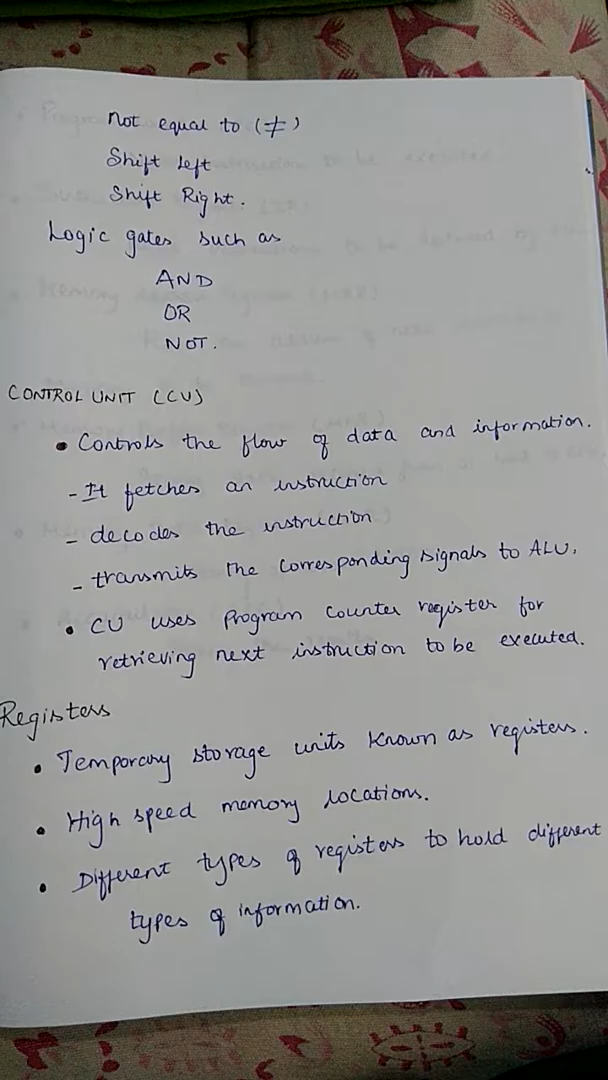 Not equal to (≠)
Shift Left
Shift Right.
Logic gates such as
AND
OR
NOT.
CONTROL UNIT (CU)
• Controls the flow of data and information.
- It fetches an instruction
- decodes the instruction
- transmits the corresponding signals to ALU.
• CU uses Program Counter register for
retrieving next instruction to be executed.
Registers
• Temporary storage units known as registers.
• High speed memory locations.
• Different types of registers to hold different
types of information.